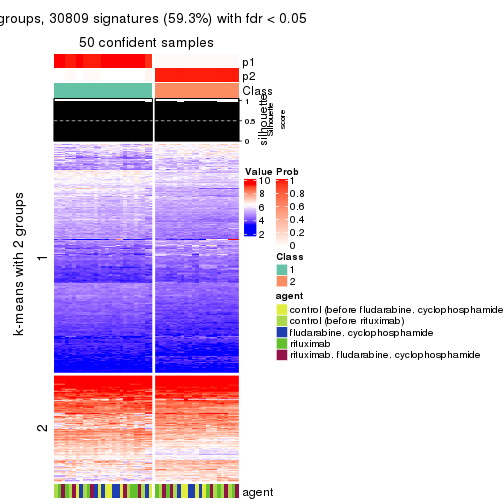 groups, 30809 signatures (59.3%) with fdr < 0.05
50 confident samples
p1
p2
Class
1
0.5
0
silhouette
Silhouette
score
k-means with 2 groups
1
2
Value
10
8
6
4
2
Prob
1
0.8
0.6
0.4
0.2
0
Class
1
2
agent
control (before fludarabine, cyclophosphamide
control (before rituximab)
fludarabine, cyclophosphamide
rituximab
rituximab, fludarabine, cyclophosphamide
agent